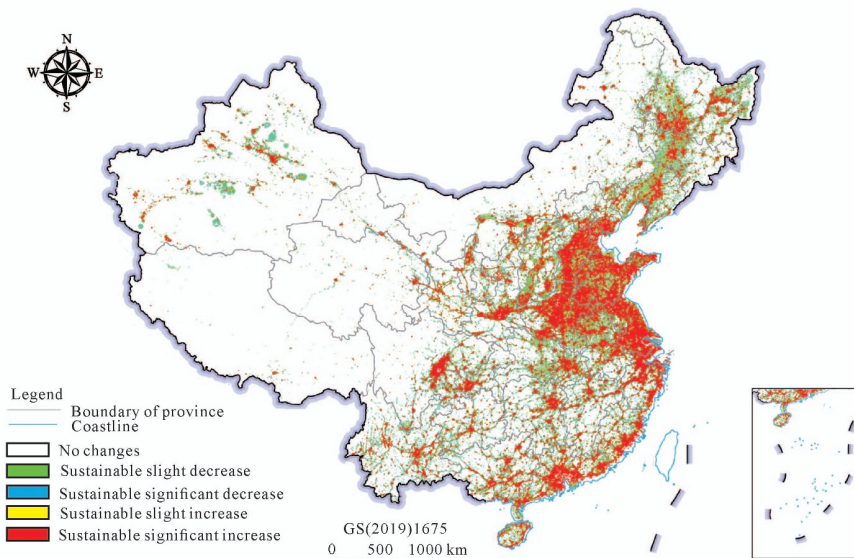 N
W E
S
Legend
Boundary of province
Coastline
No changes
Sustainable slight decrease
Sustainable significant decrease
Sustainable slight increase
Sustainable significant increase
GS(2019)1675
0 500 1000 km